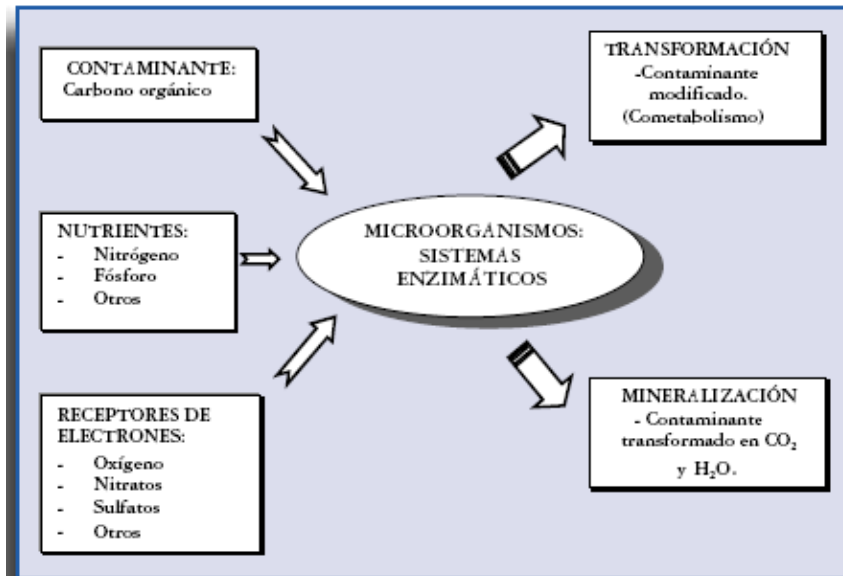 CONTAMINANTE:
Carbono orgánico
NUTRIENTES:
- Nitrógeno
- Fósforo
- Otros
RECEPTORES DE
ELECTRONES:
- Oxígeno
- Nitratos
- Sulfatos
- Otros
MICROORGANISMOS:
SISTEMAS
ENZIMÁTICOS
TRANSFORMACIÓN
-Contaminante
modificado.
(Cometabolismo)
MINERALIZACIÓN
- Contaminante
transformado en CO₂
y H₂O.